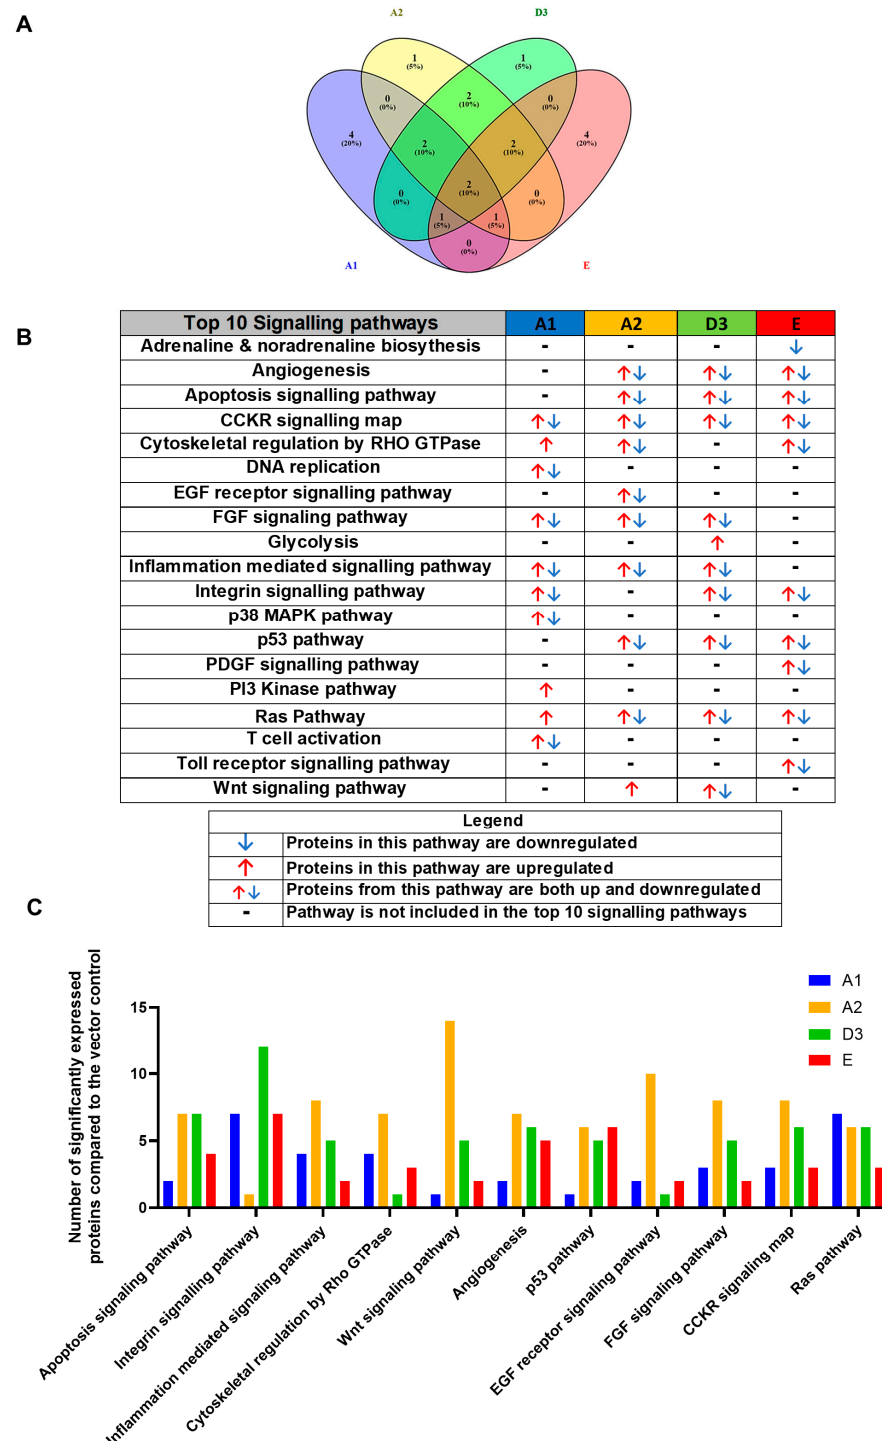 A
A2
D3
1
(5%)
1
(5%)
0
(0%)
2
(10%)
0
(0%)
4
(20%)
2
(10%)
2
(10%)
4
(20%)
0
(0%)
2
(10%)
0
(0%)
1
(5%)
1
(5%)
0
(0%)
A1
E
B
Top 10 Signalling pathways A1 A2 D3 E
Adrenaline & noradrenaline biosythesis - - - ↓
Angiogenesis - ↑↓ ↑↓ ↑↓
Apoptosis signalling pathway - ↑↓ ↑↓ ↑↓
CCKR signalling map ↑↓ ↑↓ ↑↓ ↑↓
Cytoskeletal regulation by RHO GTPase ↑ ↑↓ - ↑↓
DNA replication ↑↓ - - -
EGF receptor signalling pathway - ↑↓ - -
FGF signaling pathway ↑↓ ↑↓ ↑↓ -
Glycolysis - - ↑ -
Inflammation mediated signalling pathway ↑↓ ↑↓ ↑↓ -
Integrin signalling pathway ↑↓ - ↑↓ ↑↓
p38 MAPK pathway ↑↓ - - -
p53 pathway - ↑↓ ↑↓ ↑↓
PDGF signalling pathway - - - ↑↓
PI3 Kinase pathway ↑ - - -
Ras Pathway ↑ ↑↓ ↑↓ ↑↓
T cell activation ↑↓ - - -
Toll receptor signalling pathway - - - ↑↓
Wnt signaling pathway - ↑ ↑↓ -
Legend
↓ Proteins in this pathway are downregulated
↑ Proteins in this pathway are upregulated
↑↓ Proteins from this pathway are both up and downregulated
- Pathway is not included in the top 10 signalling pathways
C
Number of significantly expressed
proteins compared to the vector control
15
10
5
0
A1
A2
D3
E
Apoptosis signaling pathway
Integrin signalling pathway
Inflammation mediated signaling pathway
Cytoskeletal regulation by Rho GTPase
Wnt signaling pathway
Angiogenesis
p53 pathway
EGF receptor signaling pathway
FGF signaling pathway
CCKR signaling map
Ras pathway